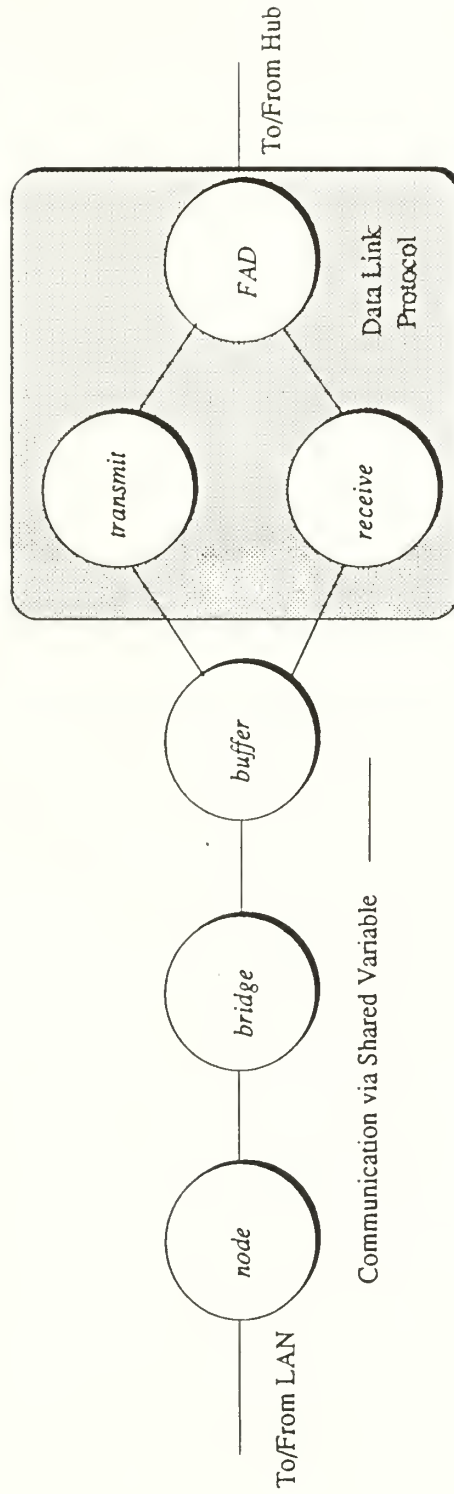 To/From LAN
node
bridge
buffer
transmit
receive
FAD
Data Link
Protocol
To/From Hub
Communication via Shared Variable